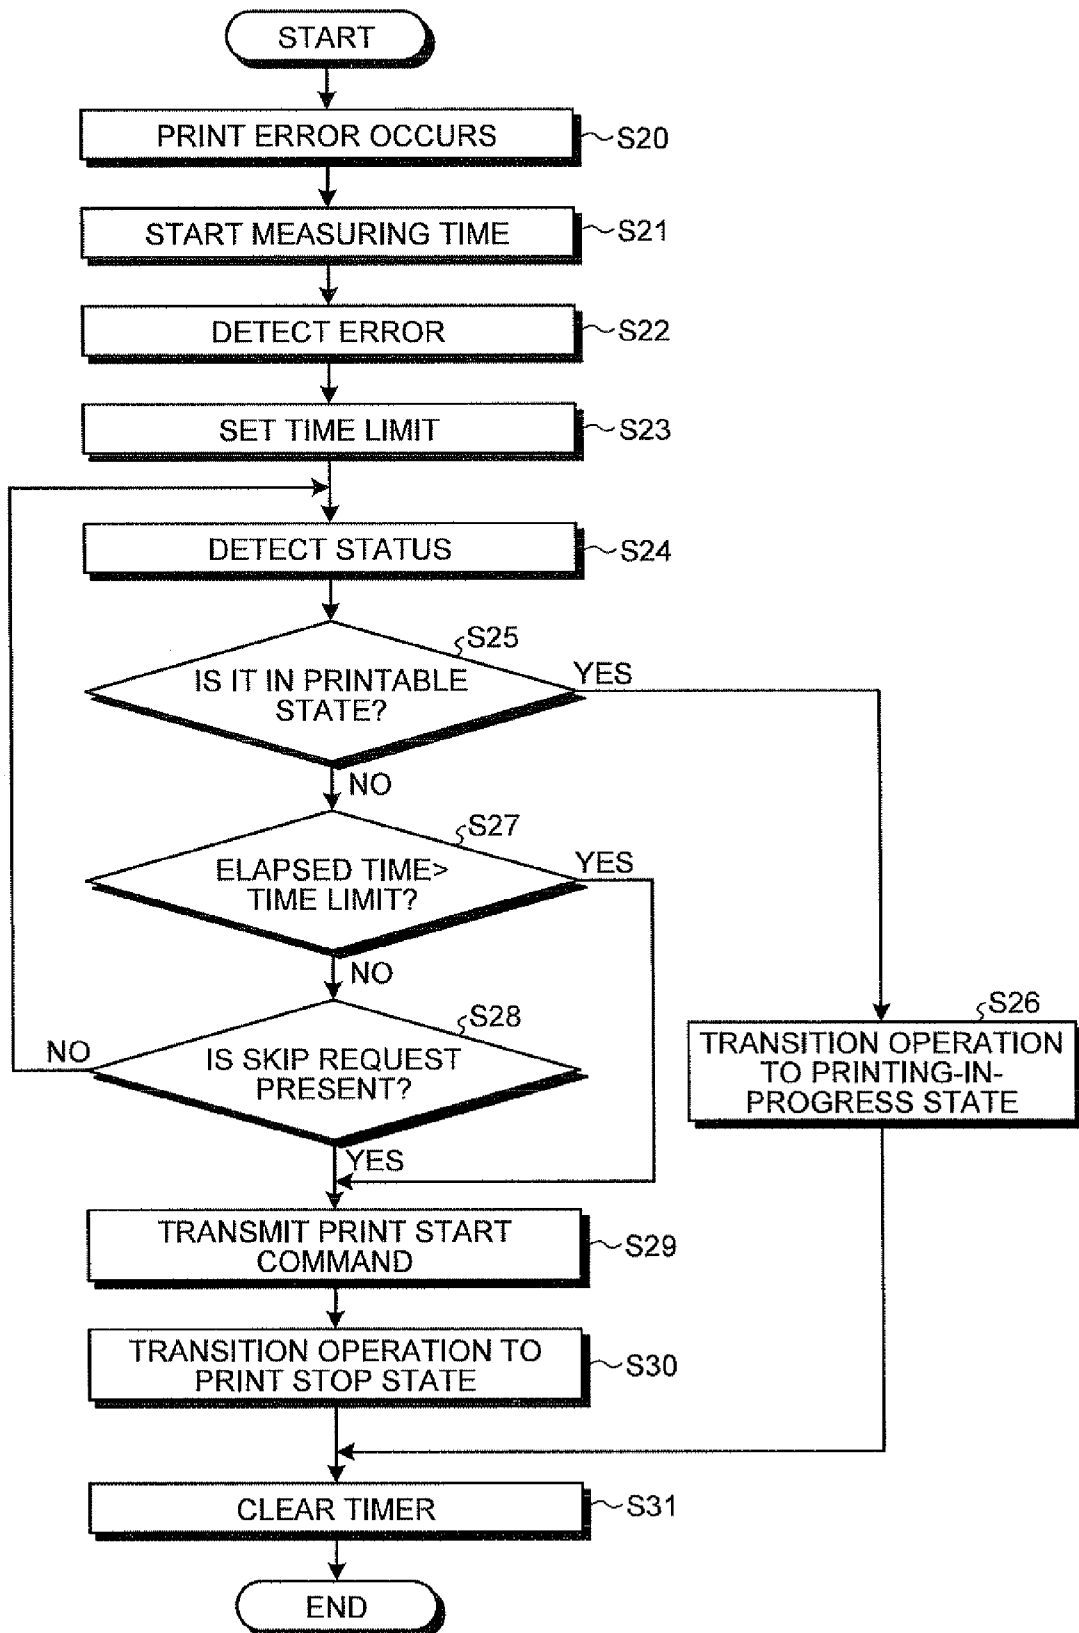 START
PRINT ERROR OCCURS
S20
START MEASURING TIME
S21
DETECT ERROR
S22
SET TIME LIMIT
S23
DETECT STATUS
S24
S25
IS IT IN PRINTABLE
STATE?
YES
NO
S27
ELAPSED TIME>
TIME LIMIT?
YES
NO
S28
IS SKIP REQUEST
PRESENT?
NO
YES
S26
TRANSITION OPERATION
TO PRINTING-IN-
PROGRESS STATE
TRANSMIT PRINT START
COMMAND
S29
TRANSITION OPERATION TO
PRINT STOP STATE
S30
CLEAR TIMER
S31
END